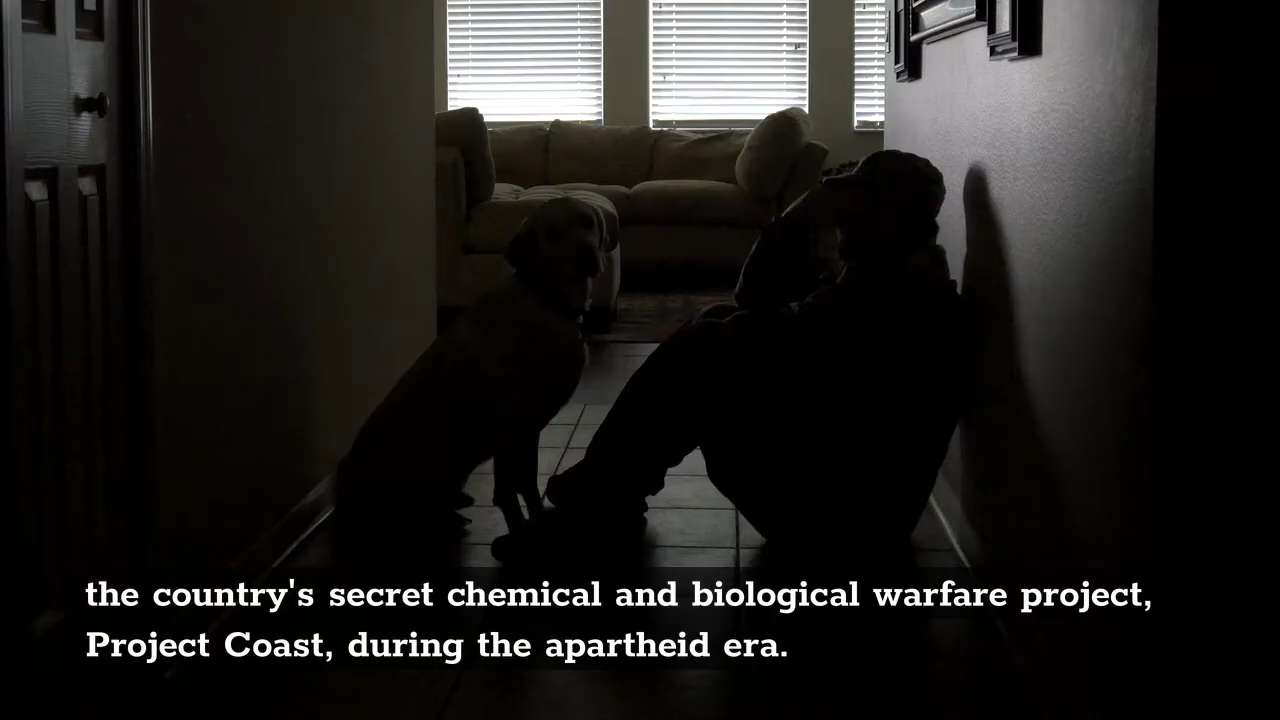 the country's secret chemical and biological warfare project,
Project Coast, during the apartheid era.